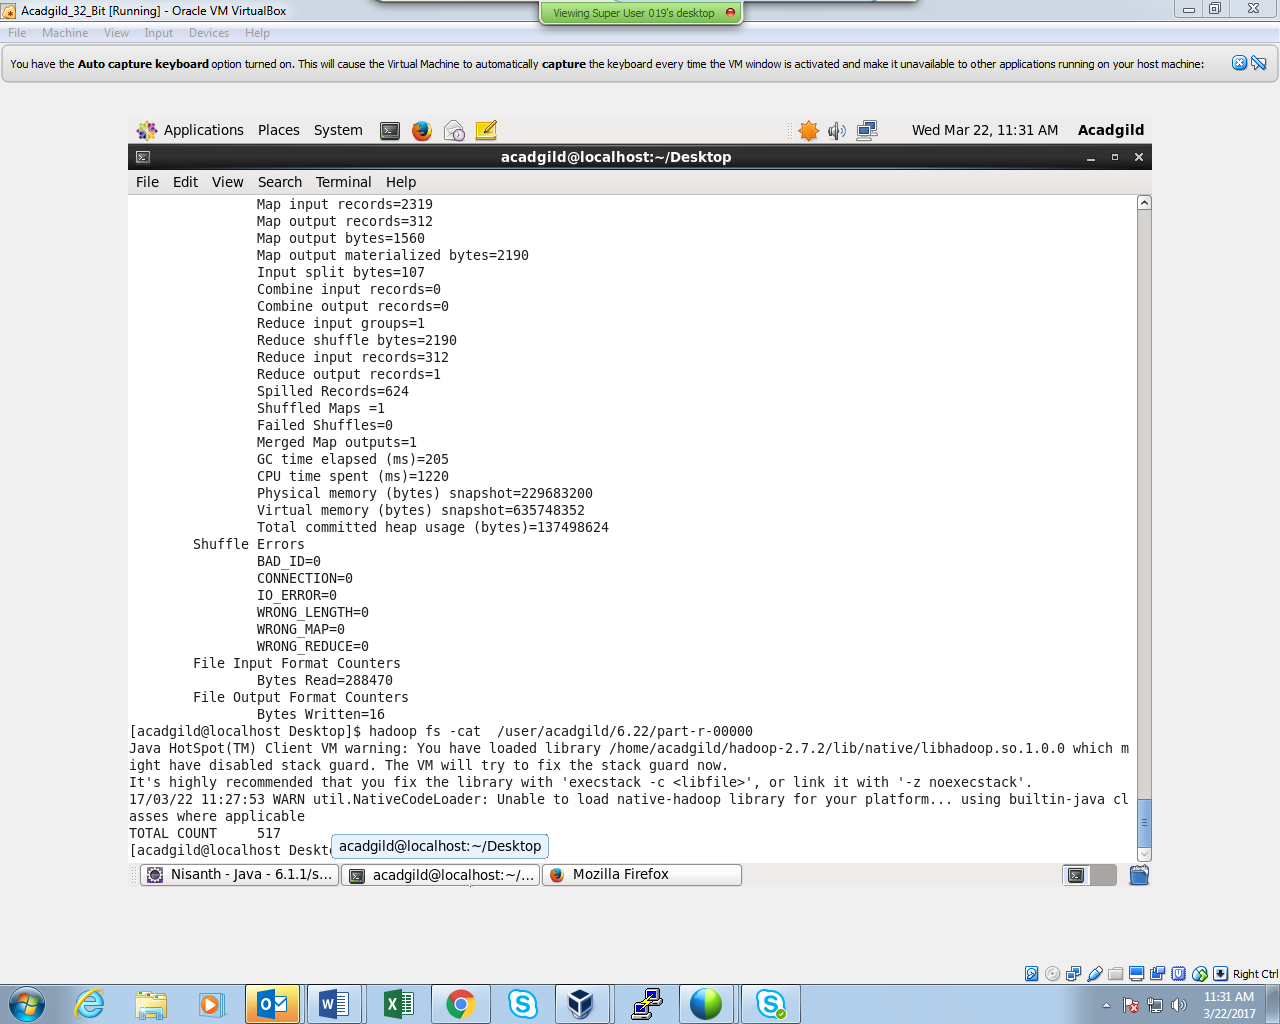 Acadgild_32_Bit [Running] - Oracle VM VirtualBox
Viewing Super User 019's desktop
File Machine View Input Devices Help
You have the Auto capture keyboard option turned on. This will cause the Virtual Machine to automatically capture the keyboard every time the VM window is activated and make it unavailable to other applications running on your host machine:
Applications Places System Wed Mar 22, 11:31 AM Acadgild
acadgild@localhost:~/Desktop
File Edit View Search Terminal Help
Map input records=2319
Map output records=312
Map output bytes=1560
Map output materialized bytes=2190
Input split bytes=107
Combine input records=0
Combine output records=0
Reduce input groups=1
Reduce shuffle bytes=2190
Reduce input records=312
Reduce output records=1
Spilled Records=624
Shuffled Maps =1
Failed Shuffles=0
Merged Map outputs=1
GC time elapsed (ms)=205
CPU time spent (ms)=1220
Physical memory (bytes) snapshot=229683200
Virtual memory (bytes) snapshot=635748352
Total committed heap usage (bytes)=137498624
Shuffle Errors
BAD_ID=0
CONNECTION=0
IO_ERROR=0
WRONG_LENGTH=0
WRONG_MAP=0
WRONG_REDUCE=0
File Input Format Counters
Bytes Read=288470
File Output Format Counters
Bytes Written=16
[acadgild@localhost Desktop]$ hadoop fs -cat  /user/acadgild/6.22/part-r-00000
Java HotSpot(TM) Client VM warning: You have loaded library /home/acadgild/hadoop-2.7.2/lib/native/libhadoop.so.1.0.0 which m
ight have disabled stack guard. The VM will try to fix the stack guard now.
It's highly recommended that you fix the library with 'execstack -c <libfile>', or link it with '-z noexecstack'.
17/03/22 11:27:53 WARN util.NativeCodeLoader: Unable to load native-hadoop library for your platform... using builtin-java cl
asses where applicable
TOTAL COUNT     517
[acadgild@localhost Deskt
acadgild@localhost:~/Desktop
Nisanth - Java - 6.1.1/s... acadgild@localhost:~/... Mozilla Firefox
Right Ctrl
11:31 AM
3/22/2017